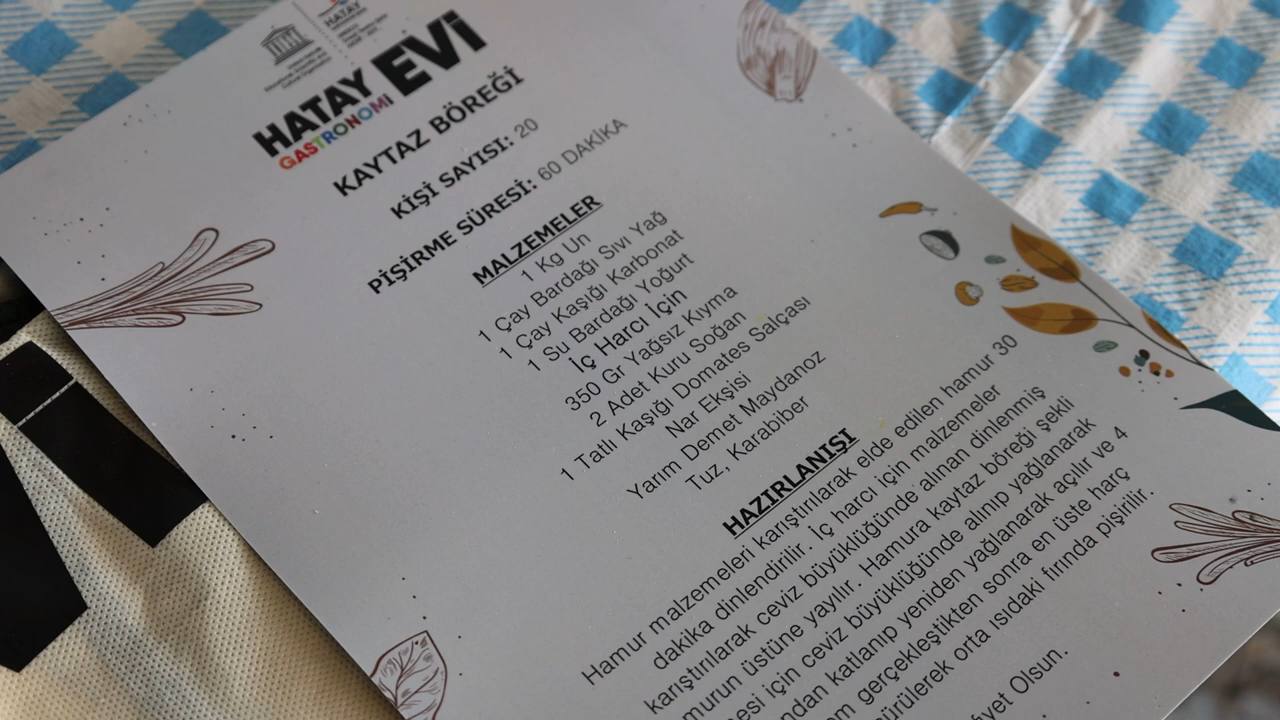 HATAY
HATAY EVİ
GASTRONOMİ
KAYTAZ BÖREĞİ
KİŞİ SAYISI: 20
PİŞİRME SÜRESİ: 60 DAKİKA
MALZEMELER
1 Kg Un
1 Çay Bardağı Sıvı Yağ
1 Çay Kaşığı Karbonat
1 Su Bardağı Yoğurt
İç Harcı İçin
350 Gr Yağsız Kıyma
2 Adet Kuru Soğan
1 Tatlı Kaşığı Domates Salçası
Nar Ekşisi
Yarım Demet Maydanoz
Tuz, Karabiber
HAZIRLANIŞI
Hamur malzemeleri karıştırılarak elde edilen hamur 30
dakika dinlendirilir. İç harcı için malzemeler
karıştırılarak ceviz büyüklüğünde alınan dinlenmiş
murun üstüne yayılır. Hamura kaytaz böreği şekli
esi için ceviz büyüklüğünde alınıp yağlanarak
ndan katlanıp yeniden yağlanarak açılır ve 4
m gerçekleştikten sonra en üste harç
ürülerek orta ısıdaki fırında pişirilir.
fiyet Olsun.